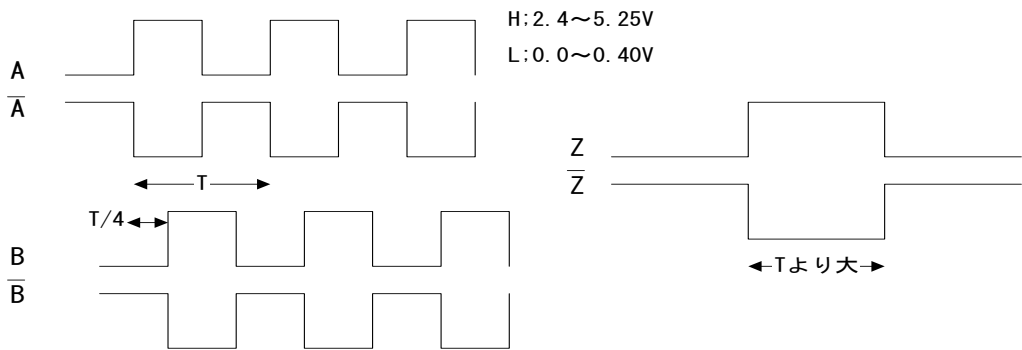 H;2.4～5.25V
L;0.0～0.40V
A
A̅
T
T/4
B
B̅
Z
Z̅
Tより大